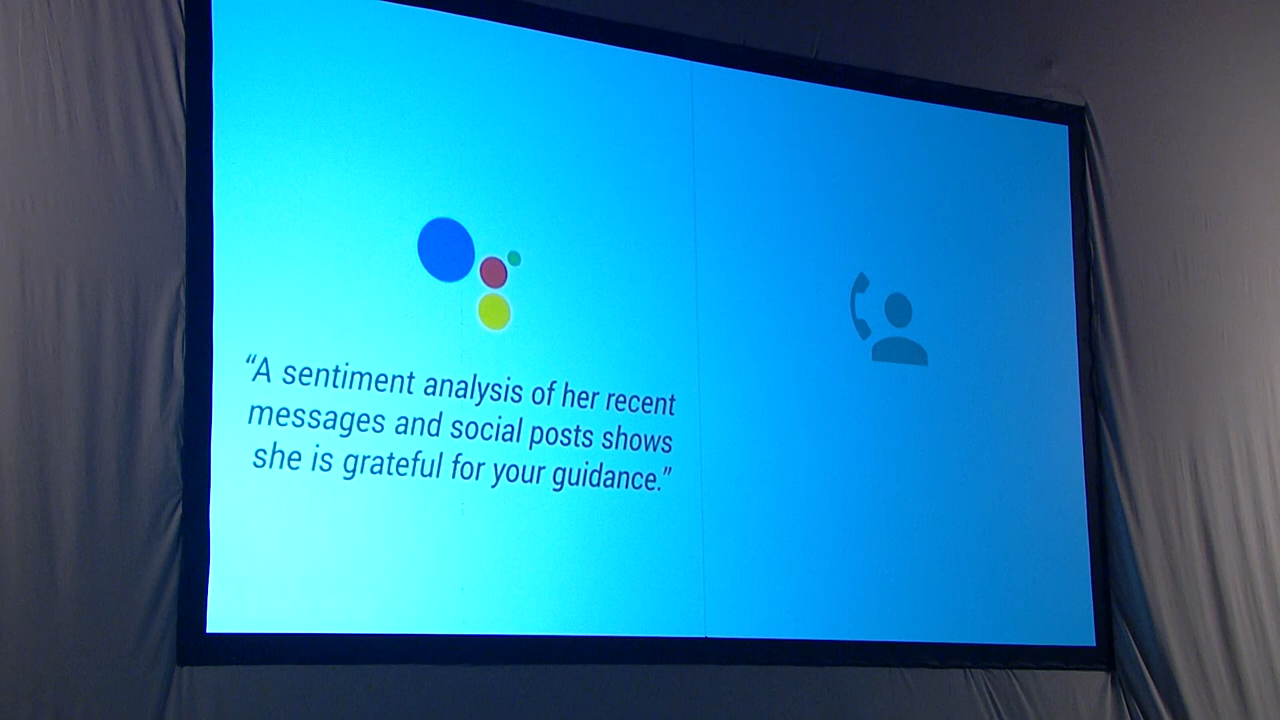 “A sentiment analysis of her recent
messages and social posts shows
she is grateful for your guidance.”